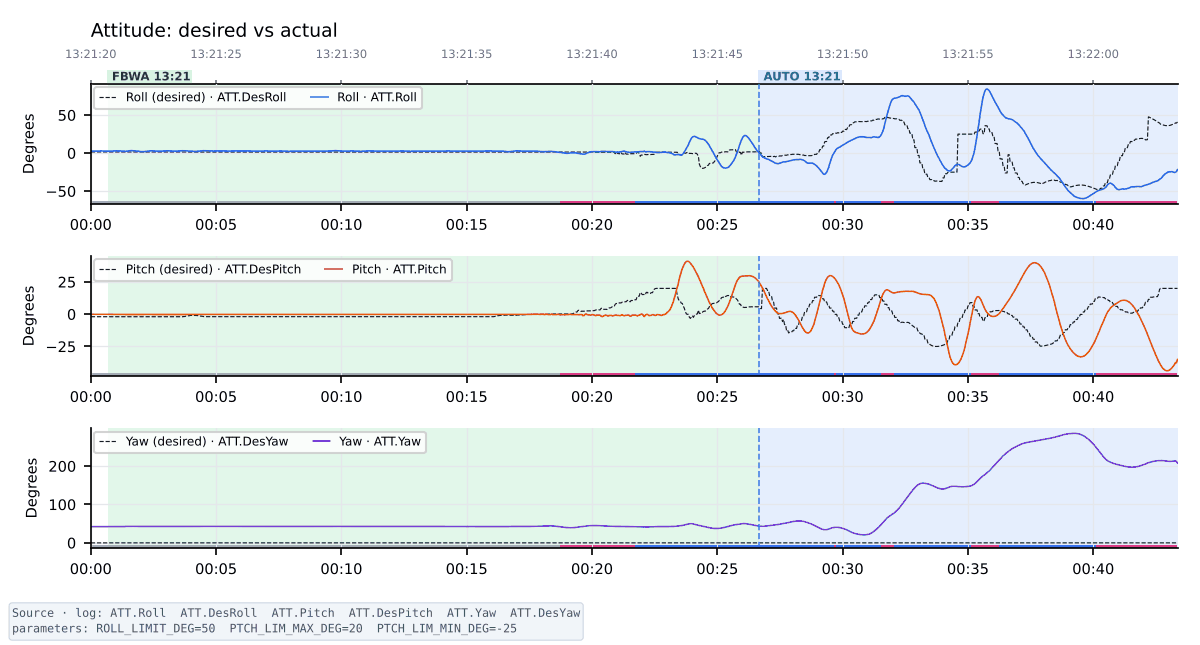 Attitude: desired vs actual
13:21:20 13:21:25 13:21:30 13:21:35 13:21:40 13:21:45 13:21:50 13:21:55 13:22:00
FBWA 13:21 AUTO 13:21
Roll (desired) · ATT.DesRoll Roll · ATT.Roll
Degrees
50
0
−50
00:00 00:05 00:10 00:15 00:20 00:25 00:30 00:35 00:40
Pitch (desired) · ATT.DesPitch Pitch · ATT.Pitch
Degrees
25
0
−25
00:00 00:05 00:10 00:15 00:20 00:25 00:30 00:35 00:40
Yaw (desired) · ATT.DesYaw Yaw · ATT.Yaw
Degrees
200
100
0
00:00 00:05 00:10 00:15 00:20 00:25 00:30 00:35 00:40
Source · log: ATT.Roll ATT.DesRoll ATT.Pitch ATT.DesPitch ATT.Yaw ATT.DesYaw
parameters: ROLL_LIMIT_DEG=50 PTCH_LIM_MAX_DEG=20 PTCH_LIM_MIN_DEG=-25